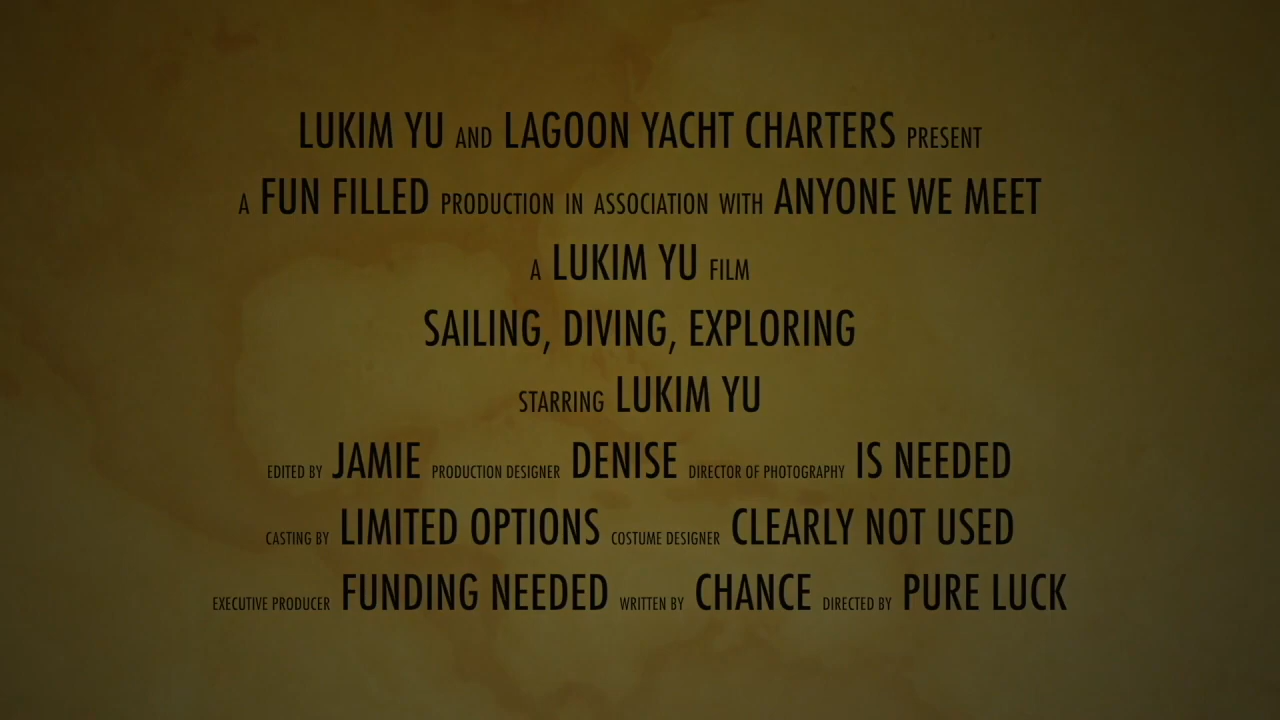 LUKIM YU AND LAGOON YACHT CHARTERS PRESENT
A FUN FILLED PRODUCTION IN ASSOCIATION WITH ANYONE WE MEET
A LUKIM YU FILM
SAILING, DIVING, EXPLORING
STARRING LUKIM YU
EDITED BY JAMIE PRODUCTION DESIGNER DENISE DIRECTOR OF PHOTOGRAPHY IS NEEDED
CASTING BY LIMITED OPTIONS COSTUME DESIGNER CLEARLY NOT USED
EXECUTIVE PRODUCER FUNDING NEEDED WRITTEN BY CHANCE DIRECTED BY PURE LUCK